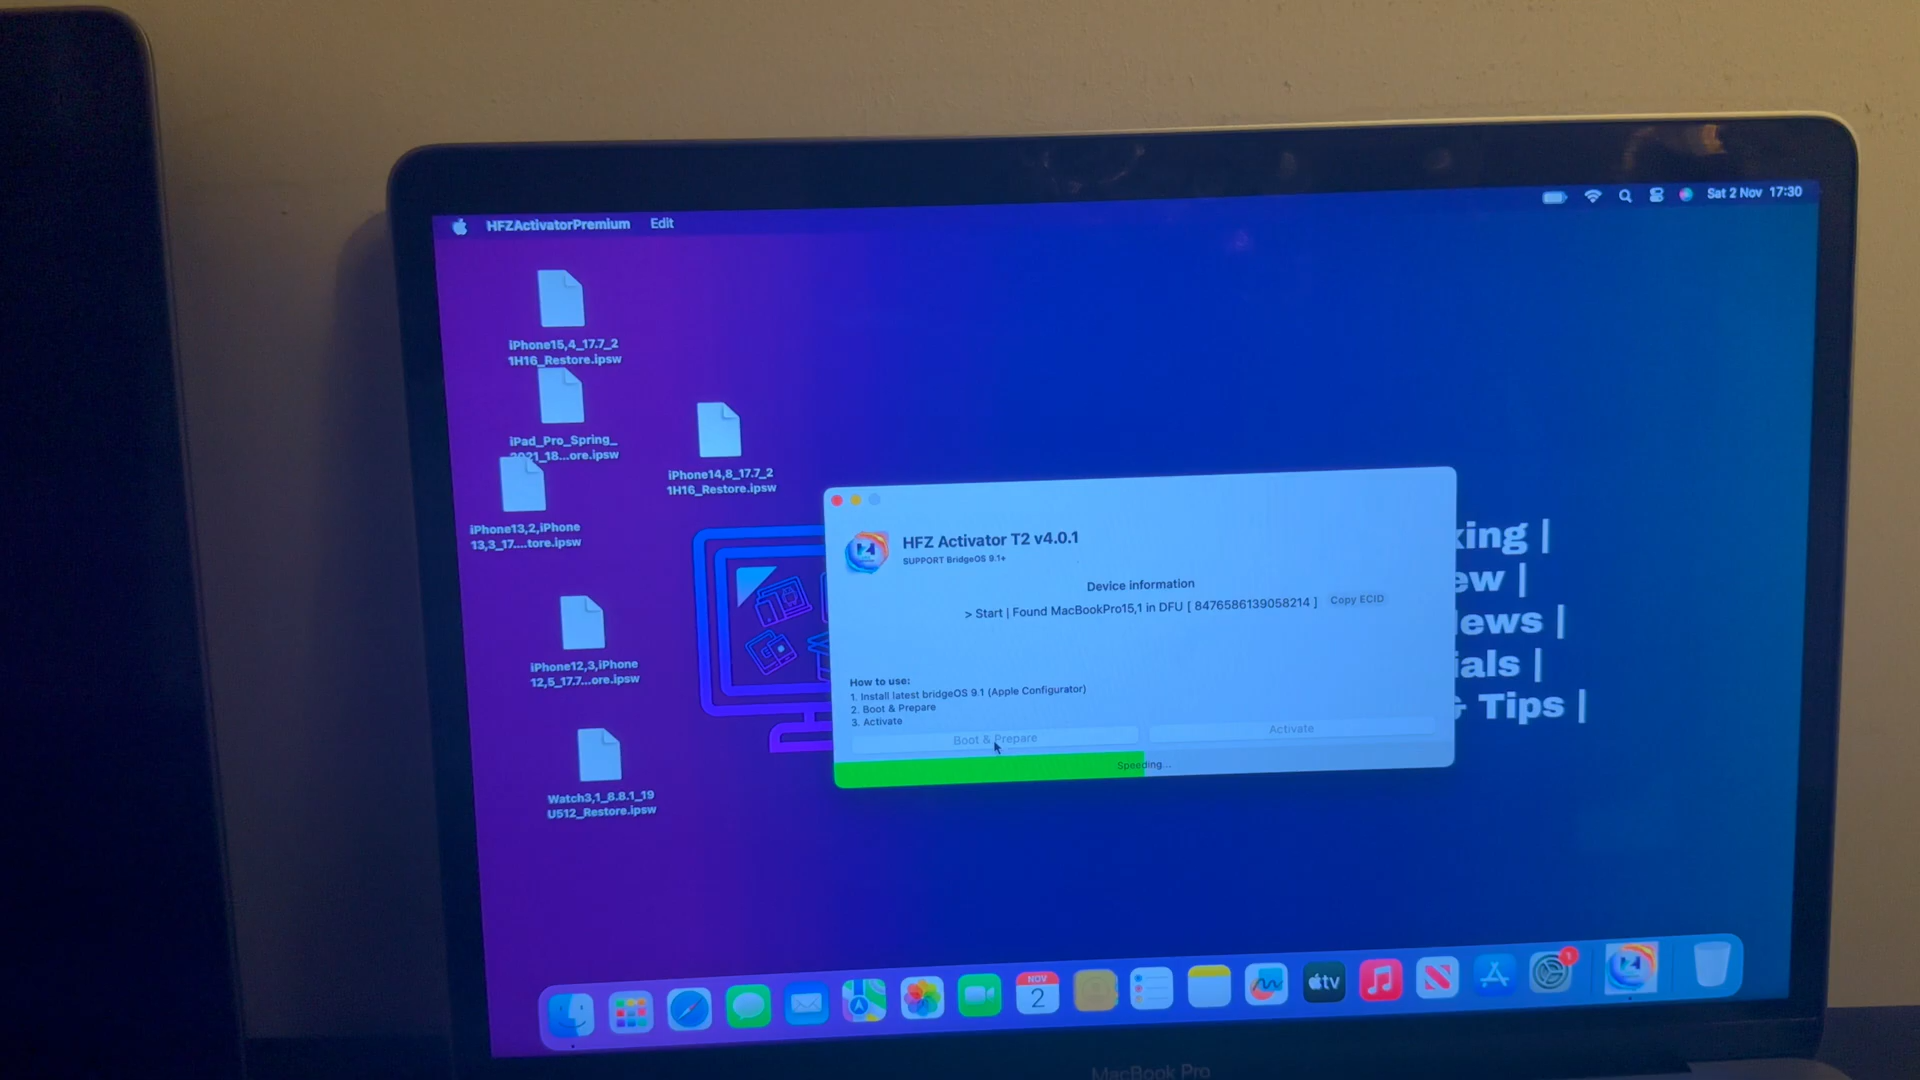 HFZActivatorPremium Edit
Sat 2 Nov 17:30
iPhone15,4_17.7_2
1H16_Restore.ipsw
iPad_Pro_Spring_
2021_18...ore.ipsw
iPhone14,8_17.7_2
1H16_Restore.ipsw
iPhone13,2,iPhone
13,3_17....tore.ipsw
iPhone12,3,iPhone
12,5_17.7...ore.ipsw
Watch3,1_8.8.1_19
U512_Restore.ipsw
HFZ Activator T2 v4.0.1
SUPPORT BridgeOS 9.1+
Device information
> Start | Found MacBookPro15,1 in DFU [ 8476586139058214 ] Copy ECID
How to use:
1. Install latest bridgeOS 9.1 (Apple Configurator)
2. Boot & Prepare
3. Activate
Boot & Prepare
Activate
Speeding...
king |
ew |
ews |
ials |
& Tips |
NOV
2
tv
1
MacBook Pro